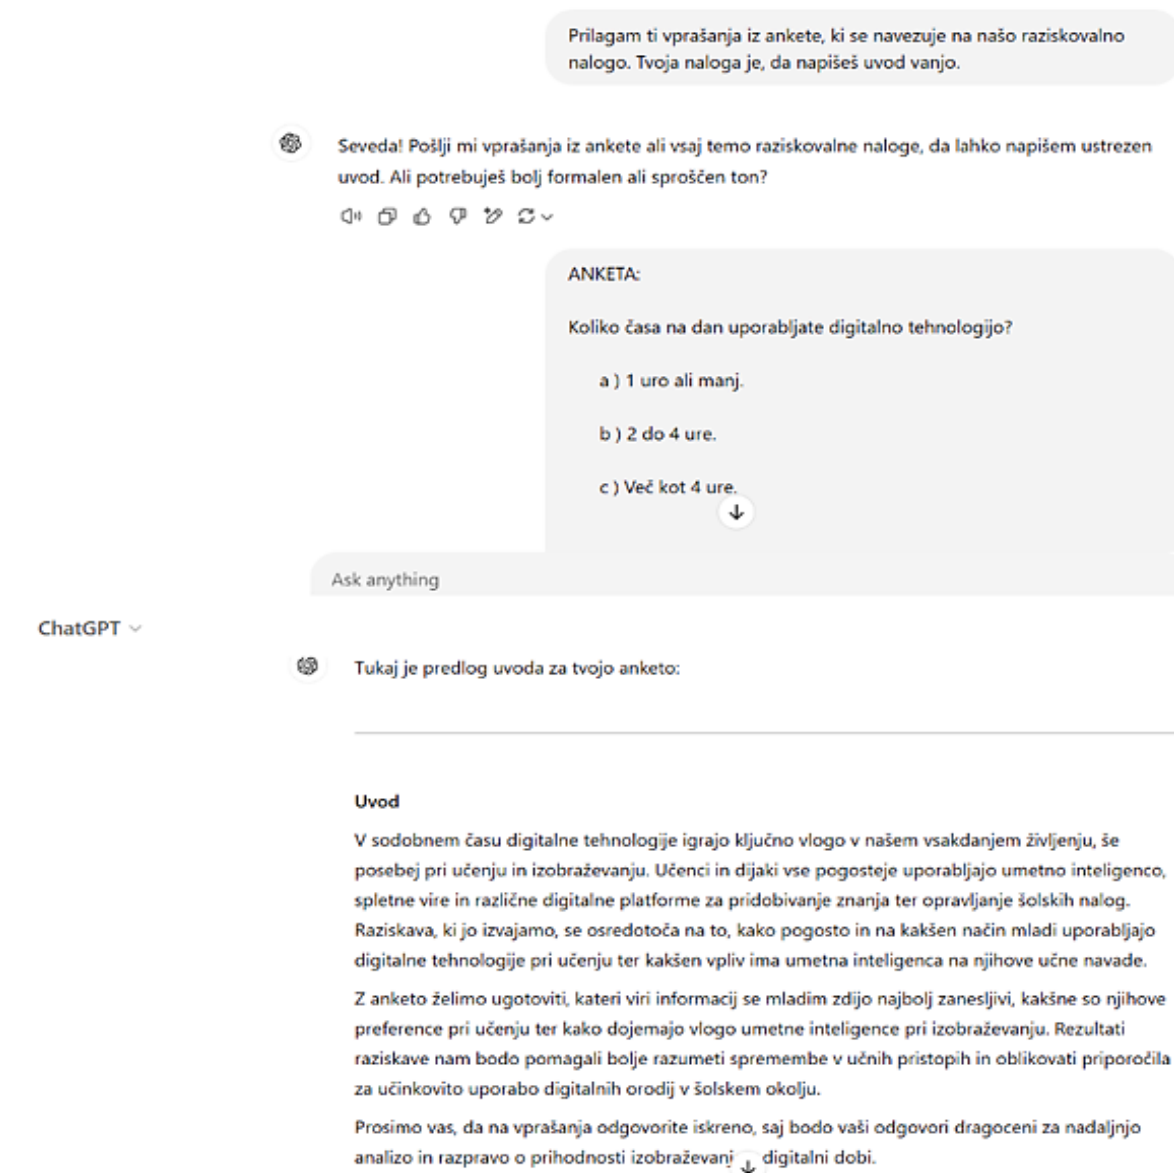 Prilagam ti vprašanja iz ankete, ki se navezuje na našo raziskovalno
nalogo. Tvoja naloga je, da napišeš uvod vanjo.
Seveda! Pošlji mi vprašanja iz ankete ali vsaj temo raziskovalne naloge, da lahko napišem ustrezen
uvod. Ali potrebuješ bolj formalen ali sproščen ton?
ANKETA:
Koliko časa na dan uporabljate digitalno tehnologijo?
a ) 1 uro ali manj.
b ) 2 do 4 ure.
c ) Več kot 4 ure.
Ask anything
ChatGPT
Tukaj je predlog uvoda za tvojo anketo:
Uvod
V sodobnem času digitalne tehnologije igrajo ključno vlogo v našem vsakdanjem življenju, še
posebej pri učenju in izobraževanju. Učenci in dijaki vse pogosteje uporabljajo umetno inteligenco,
spletne vire in različne digitalne platforme za pridobivanje znanja ter opravljanje šolskih nalog.
Raziskava, ki jo izvajamo, se osredotoča na to, kako pogosto in na kakšen način mladi uporabljajo
digitalne tehnologije pri učenju ter kakšen vpliv ima umetna inteligenca na njihove učne navade.
Z anketo želimo ugotoviti, kateri viri informacij se mladim zdijo najbolj zanesljivi, kakšne so njihove
preference pri učenju ter kako dojemajo vlogo umetne inteligence pri izobraževanju. Rezultati
raziskave nam bodo pomagali bolje razumeti spremembe v učnih pristopih in oblikovati priporočila
za učinkovito uporabo digitalnih orodij v šolskem okolju.
Prosimo vas, da na vprašanja odgovorite iskreno, saj bodo vaši odgovori dragoceni za nadaljnjo
analizo in razpravo o prihodnosti digitalni dobi.